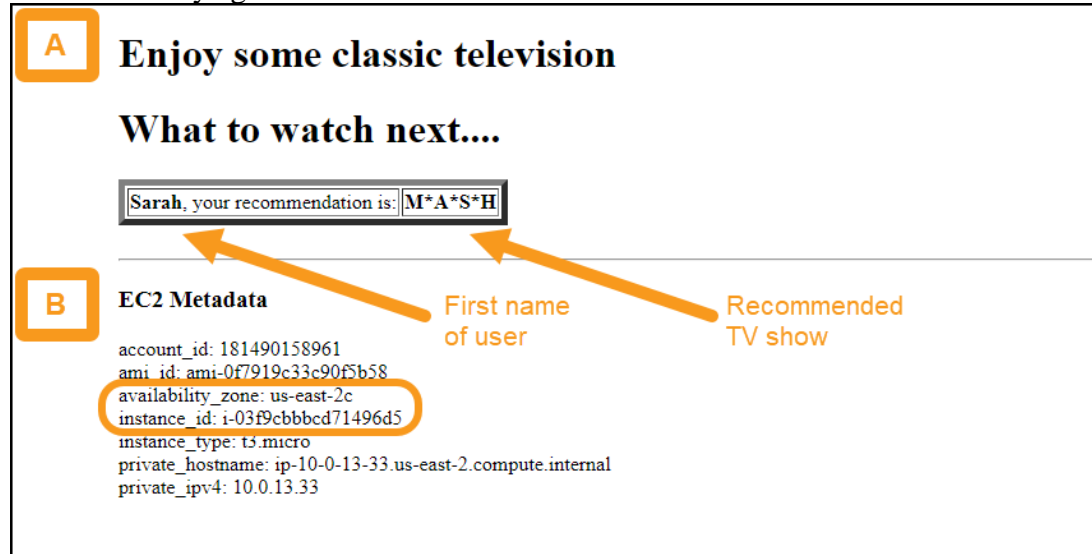 A
Enjoy some classic television
What to watch next....
Sarah, your recommendation is: M*A*S*H
B
EC2 Metadata
First name
of user
Recommended
TV show
account_id: 181490158961
ami_id: ami-0f7919c33c90f5b58
availability_zone: us-east-2c
instance_id: i-03f9cbbbcd71496d5
instance_type: t3.micro
private_hostname: ip-10-0-13-33.us-east-2.compute.internal
private_ipv4: 10.0.13.33